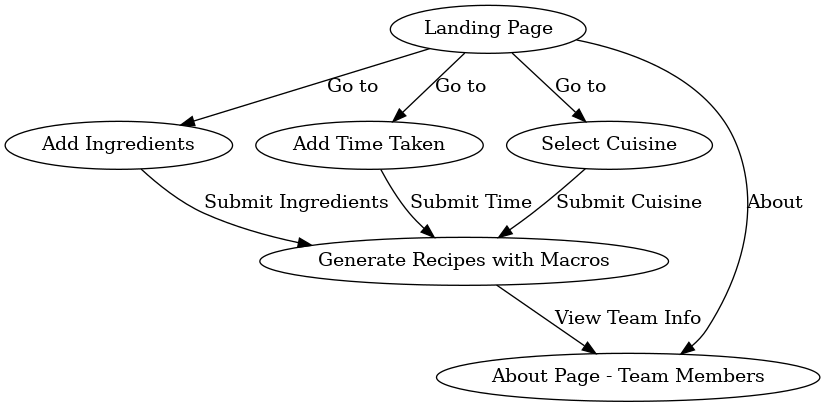 Landing Page
Go to
Go to
Go to
Add Ingredients
Add Time Taken
Select Cuisine
About
Submit Ingredients
Submit Time
Submit Cuisine
Generate Recipes with Macros
View Team Info
About Page - Team Members